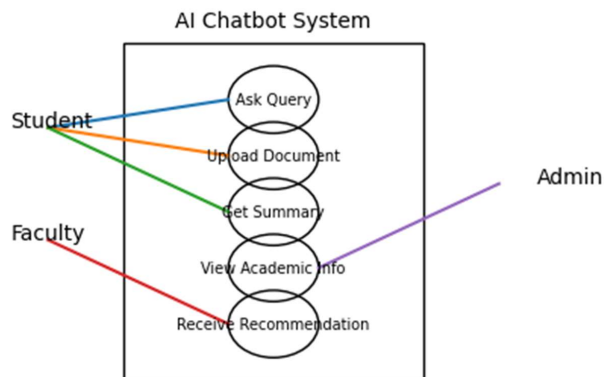 AI Chatbot System
Ask Query
Student
Upload Document
Admin
Get Summary
Faculty
View Academic Info
Receive Recommendation